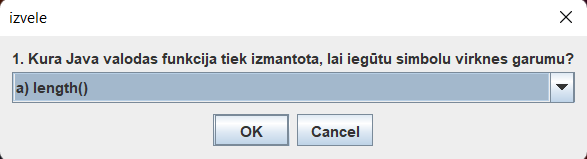 izvele
1. Kura Java valodas funkcija tiek izmantota, lai iegūtu simbolu virknes garumu?
a) length()
OK Cancel